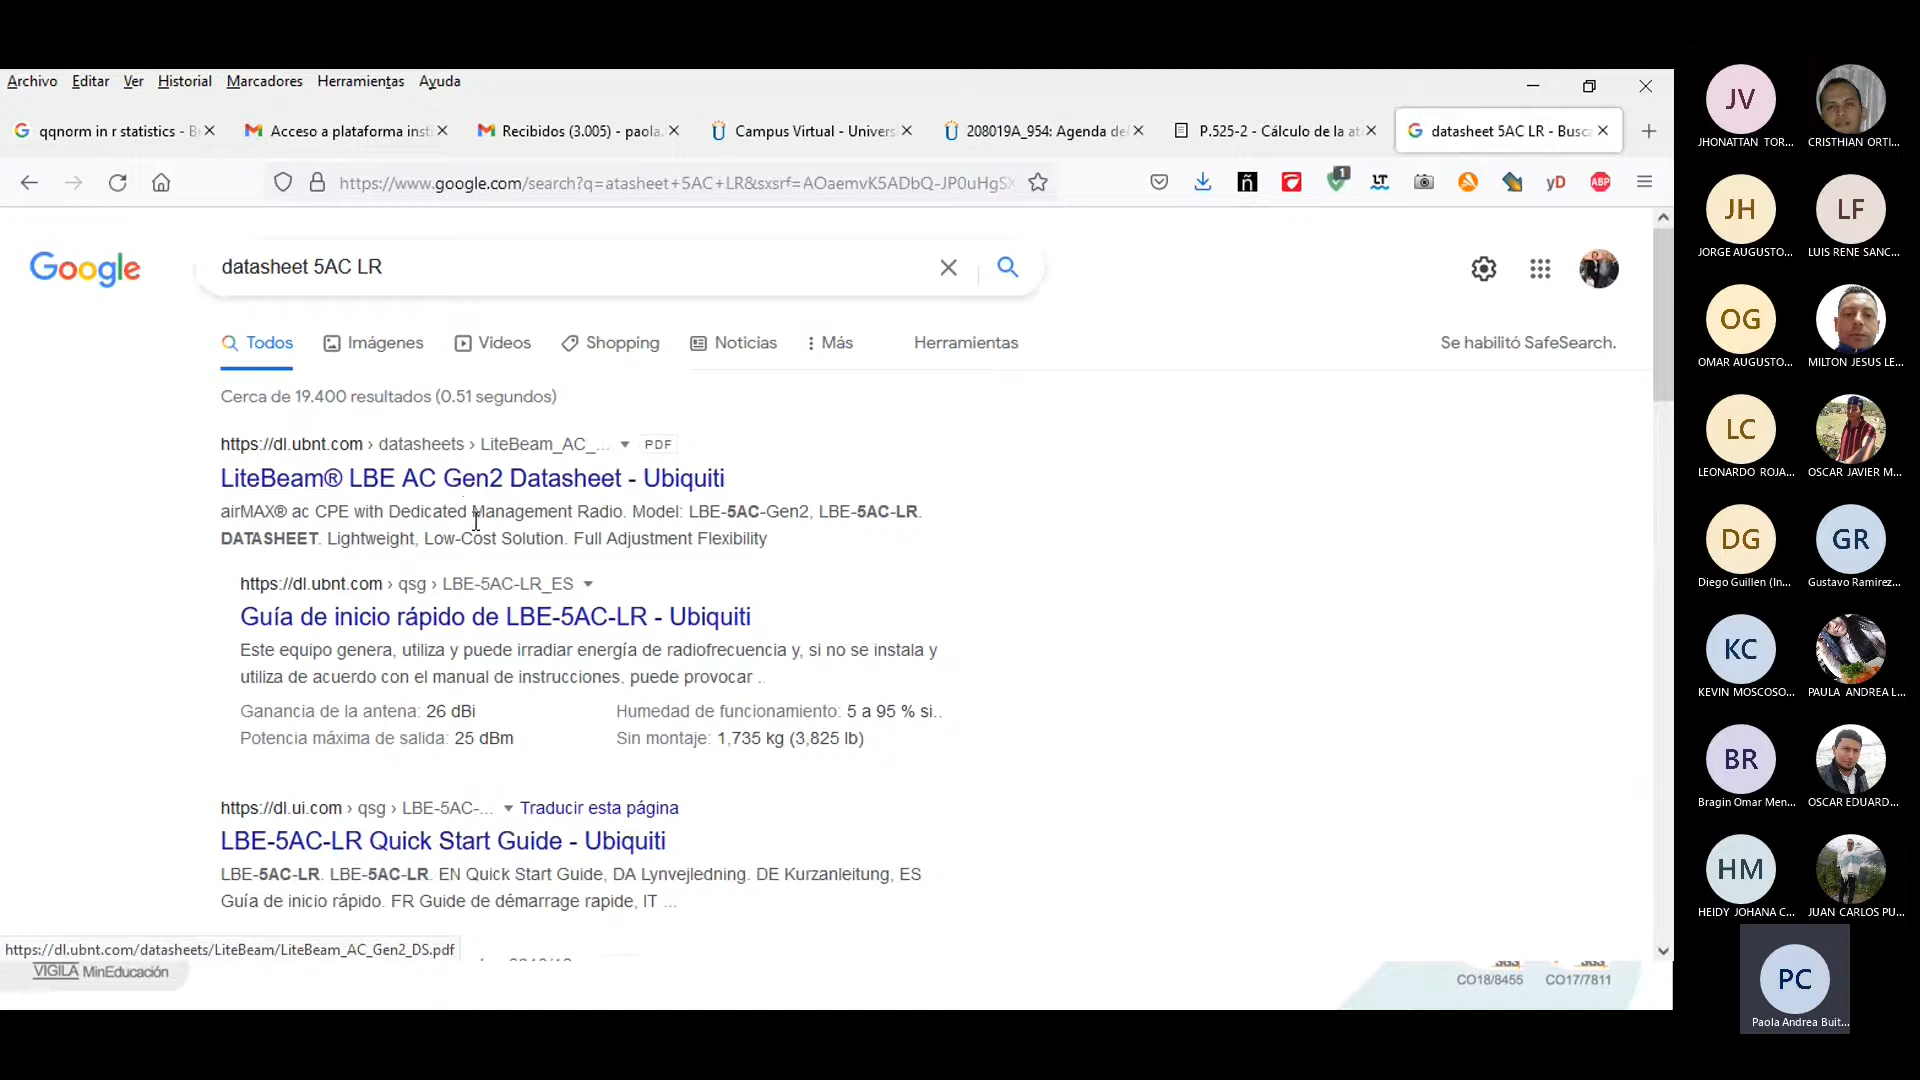 Archivo Editar Ver Historial Marcadores Herramientas Ayuda
qqnorm in r statistics - B
Acceso a plataforma inst
Recibidos (3.005) - paola.
Campus Virtual - Univers
208019A_954: Agenda del
P.525-2 - Cálculo de la at
datasheet 5AC LR - Busc
https://www.google.com/search?q=atasheet+5AC+LR&sxsrf=AOaemvK5ADbQ-JP0uHgSX
1
ñ
LT
yD
ABP
Google
datasheet 5AC LR
Todos Imágenes Videos Shopping Noticias Más Herramientas
Se habilitó SafeSearch.
Cerca de 19.400 resultados (0.51 segundos)
https://dl.ubnt.com › datasheets › LiteBeam_AC_... PDF
LiteBeam® LBE AC Gen2 Datasheet - Ubiquiti
airMAX® ac CPE with Dedicated Management Radio. Model: LBE-5AC-Gen2, LBE-5AC-LR.
DATASHEET. Lightweight, Low-Cost Solution. Full Adjustment Flexibility
https://dl.ubnt.com › qsg › LBE-5AC-LR_ES
Guía de inicio rápido de LBE-5AC-LR - Ubiquiti
Este equipo genera, utiliza y puede irradiar energía de radiofrecuencia y, si no se instala y
utiliza de acuerdo con el manual de instrucciones, puede provocar ..
Ganancia de la antena: 26 dBi
Humedad de funcionamiento: 5 a 95 % si..
Potencia máxima de salida: 25 dBm
Sin montaje: 1,735 kg (3,825 lb)
https://dl.ui.com › qsg › LBE-5AC-... Traducir esta página
LBE-5AC-LR Quick Start Guide - Ubiquiti
LBE-5AC-LR. LBE-5AC-LR. EN Quick Start Guide, DA Lynvejledning. DE Kurzanleitung, ES
Guía de inicio rápido. FR Guide de démarrage rapide, IT ...
https://dl.ubnt.com/datasheets/LiteBeam/LiteBeam_AC_Gen2_DS.pdf
VIGILA MinEducación
CO18/8455 CO17/7811
JV
JHONATTAN TOR...
CRISTHIAN ORTI...
JH
JORGE AUGUSTO...
LF
LUIS RENE SANC...
OG
OMAR AUGUSTO...
MILTON JESUS LE...
LC
LEONARDO ROJA...
OSCAR JAVIER M...
DG
Diego Guillen (In...
GR
Gustavo Ramirez...
KC
KEVIN MOSCOSO...
PAULA ANDREA L...
BR
Bragin Omar Men...
OSCAR EDUARD...
HM
HEIDY JOHANA C...
JUAN CARLOS PU...
PC
Paola Andrea Buit...